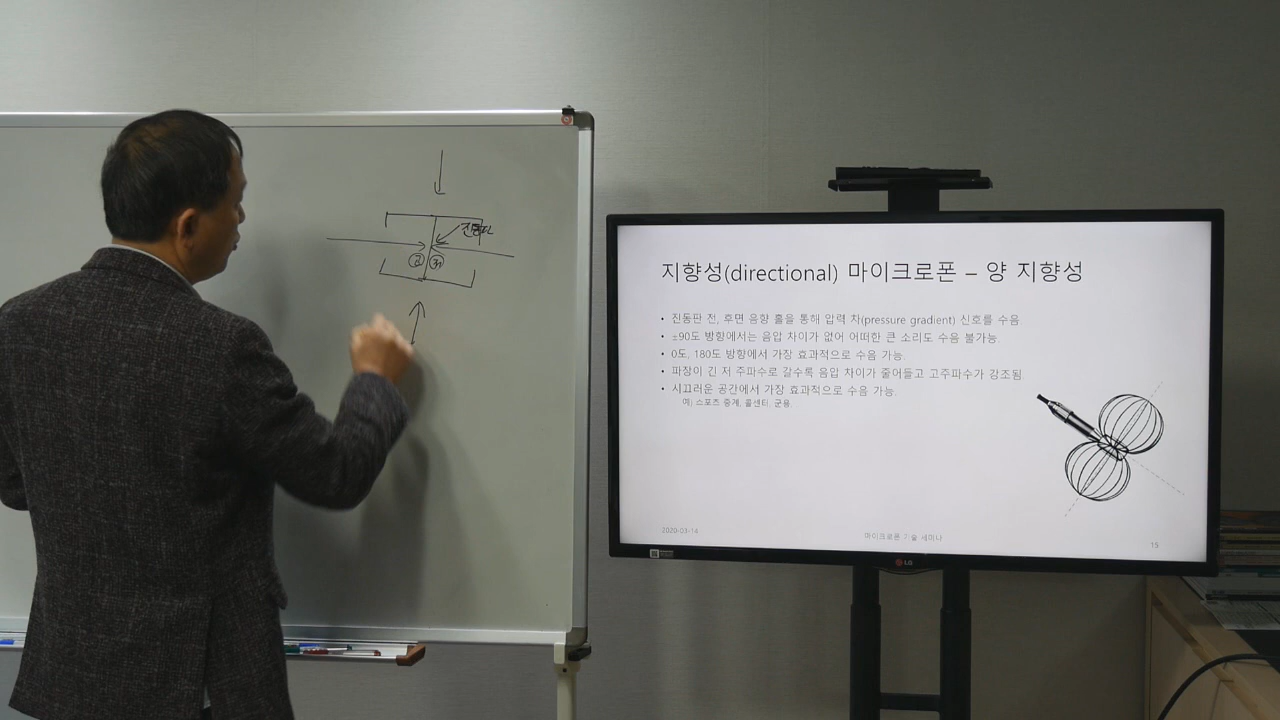 진동판
전
지향성(directional) 마이크로폰 – 양 지향성
• 진동판 전, 후면 음향 홀을 통해 압력 차(pressure gradient) 신호를 수음
• ±90도 방향에서는 음압 차이가 없어 어떠한 큰 소리도 수음 불가능.
• 0도, 180도 방향에서 가장 효과적으로 수음 가능.
• 파장이 긴 저 주파수로 갈수록 음압 차이가 줄어들고 고주파수가 강조됨.
• 시끄러운 공간에서 가장 효과적으로 수음 가능.
예) 스포츠 중계, 콜센터, 군용.
2020-03-14
마이크로폰 기술 세미나
15
LG